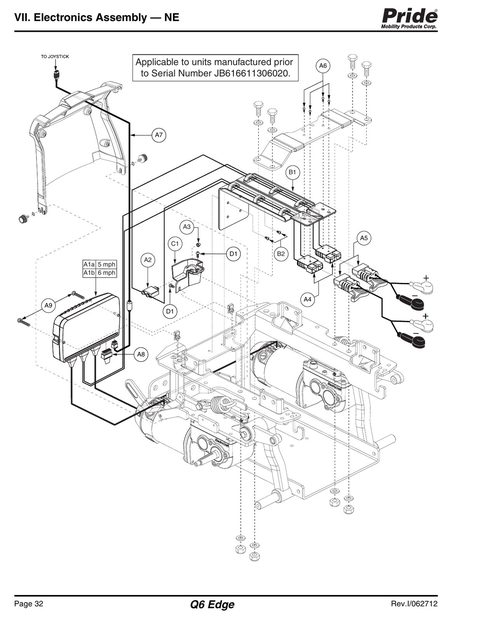 VII. Electronics Assembly — NE
Pride
Mobility Products Corp.
TO JOYSTICK
Applicable to units manufactured prior
to Serial Number JB616611306020.
A6
A7
B1
A3
C1
D1
B2
A5
A2
A1a 5 mph
A1b 6 mph
+
A4
D1
A9
+
A8
Page 32
Q6 Edge
Rev.I/062712